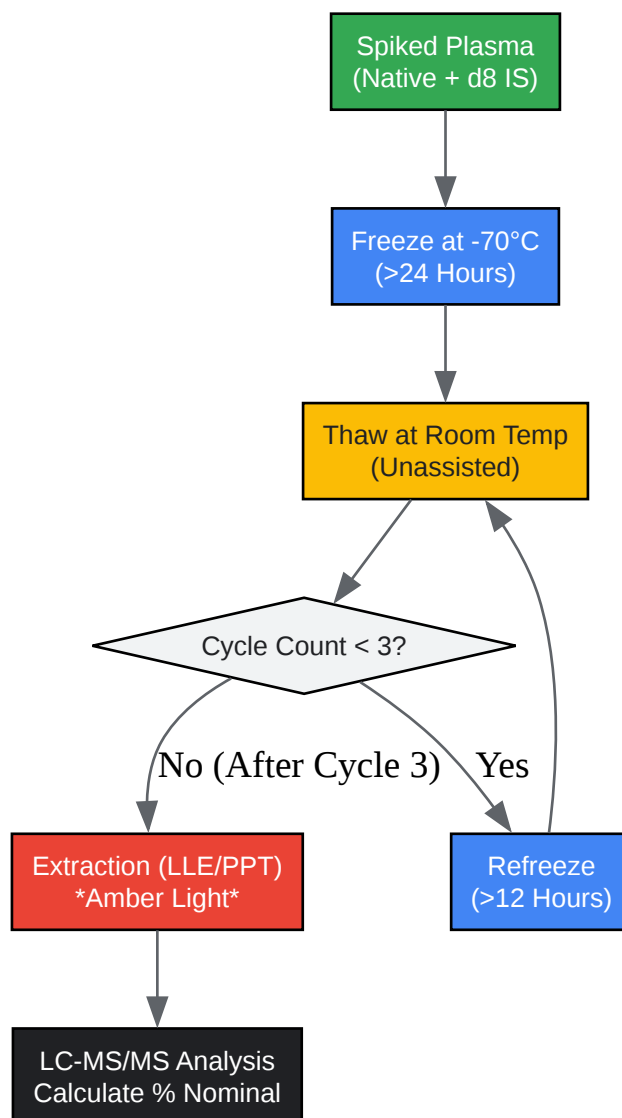 Spiked Plasma
(Native + d8 IS)
Freeze at -70°C
(>24 Hours)
Thaw at Room Temp
(Unassisted)
Cycle Count < 3?
No (After Cycle 3)
Yes
Extraction (LLE/PPT)
*Amber Light*
Refreeze
(>12 Hours)
LC-MS/MS Analysis
Calculate % Nominal